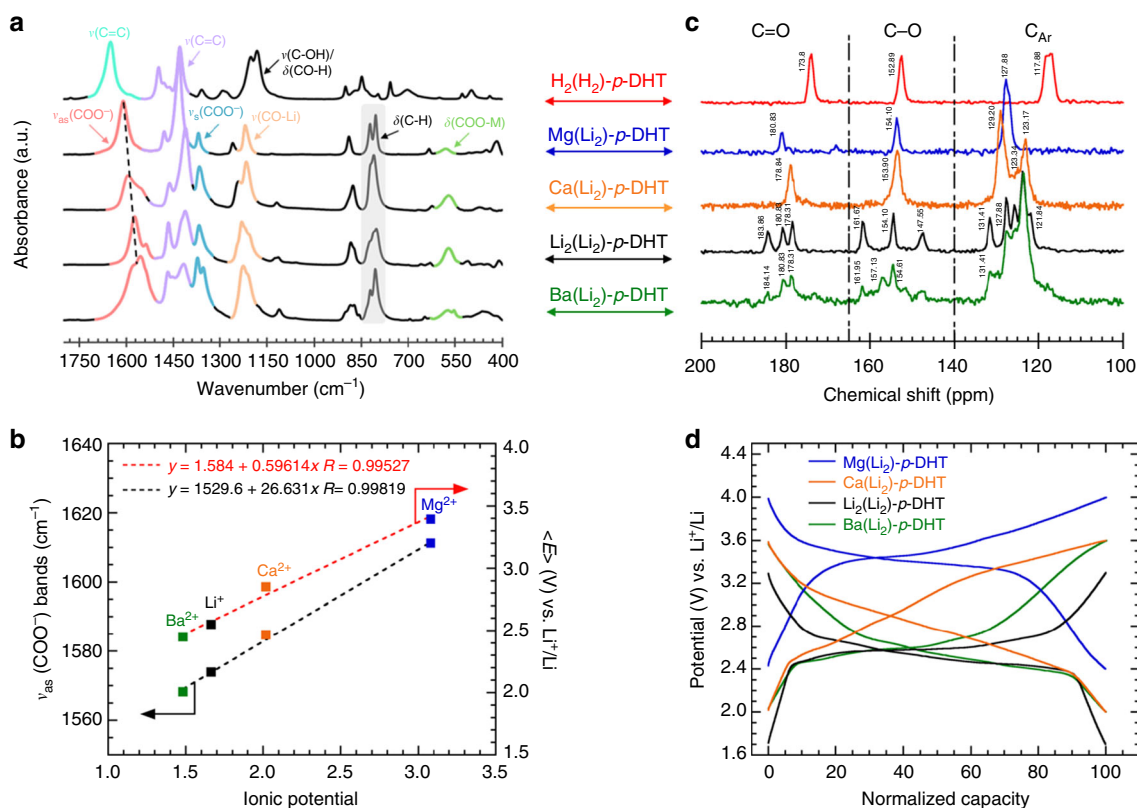 a
ν(C=C)
ν(C=C)
ν(C-OH)/
δ(CO-H)
νas(COO⁻)
νs(COO⁻)
ν(CO-Li)
δ(C-H)
δ(COO-M)
Absorbance (a.u.)
1750 1600 1450 1300 1150 1000 850 700 550 400
Wavenumber (cm⁻¹)
H₂(H₂)-p-DHT
Mg(Li₂)-p-DHT
Ca(Li₂)-p-DHT
Li₂(Li₂)-p-DHT
Ba(Li₂)-p-DHT
c
C=O C–O C_Ar
173.8 152.89 117.88
180.83 154.10 127.88
178.84 153.90 129.20 123.34 123.17
183.86 180.83 178.31 161.67 154.10 147.55 131.41 127.88 121.84
184.14 180.83 178.31 161.95 157.13 154.61 131.41
200 180 160 140 120 100
Chemical shift (ppm)
b
y = 1.584 + 0.59614x R = 0.99527
y = 1529.6 + 26.631x R= 0.99819
Mg²⁺
Ca²⁺
Li⁺
Ba²⁺
νas (COO⁻) bands (cm⁻¹)
1640
1620
1600
1580
1560
4.0
3.5
3.0
2.5
2.0
1.5
<E> (V) vs. Li⁺/Li
1.0 1.5 2.0 2.5 3.0 3.5
Ionic potential
d
Mg(Li₂)-p-DHT
Ca(Li₂)-p-DHT
Li₂(Li₂)-p-DHT
Ba(Li₂)-p-DHT
Potential (V) vs. Li⁺/Li
4.4
4.0
3.6
3.2
2.8
2.4
2.0
1.6
0 20 40 60 80 100
Normalized capacity